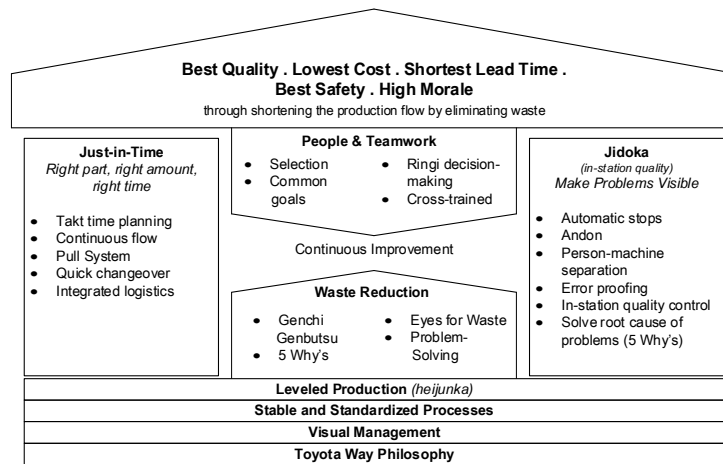 Best Quality . Lowest Cost . Shortest Lead Time .
Best Safety . High Morale
through shortening the production flow by eliminating waste
Just-in-Time
Right part, right amount,
right time
● Takt time planning
● Continuous flow
● Pull System
● Quick changeover
● Integrated logistics
People & Teamwork
● Selection
● Common
goals
● Ringi decision-
making
● Cross-trained
Continuous Improvement
Waste Reduction
● Genchi
Genbutsu
● 5 Why's
● Eyes for Waste
● Problem-
Solving
Jidoka
(in-station quality)
Make Problems Visible
● Automatic stops
● Andon
● Person-machine
separation
● Error proofing
● In-station quality control
● Solve root cause of
problems (5 Why's)
Leveled Production (heijunka)
Stable and Standardized Processes
Visual Management
Toyota Way Philosophy